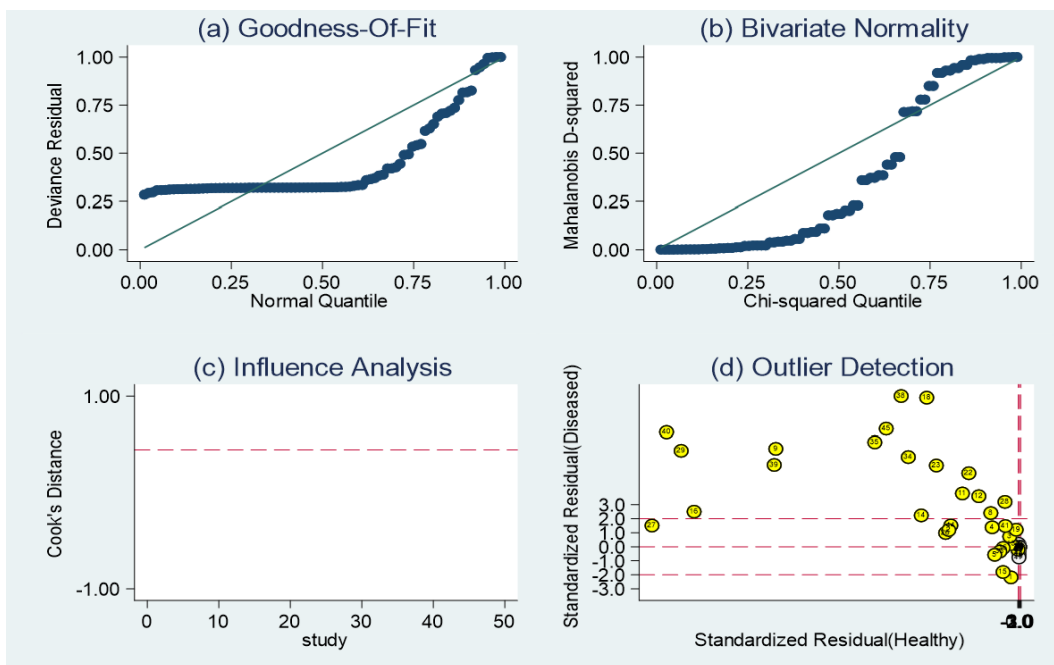 (a) Goodness-Of-Fit
Deviance Residual
1.00
0.75
0.50
0.25
0.00
0.00 0.25 0.50 0.75 1.00
Normal Quantile
(b) Bivariate Normality
Mahalanobis D-squared
1.00
0.75
0.50
0.25
0.00
0.00 0.25 0.50 0.75 1.00
Chi-squared Quantile
(c) Influence Analysis
Cook's Distance
1.00
-1.00
0 10 20 30 40 50
study
(d) Outlier Detection
Standardized Residual(Diseased)
3.0
2.0
1.0
0.0
-1.0
-2.0
-3.0
38 18
40 45
29 9 35
39 34 23
22
11 12 28
16 8
14
27 4 41 19
15
Standardized Residual(Healthy)